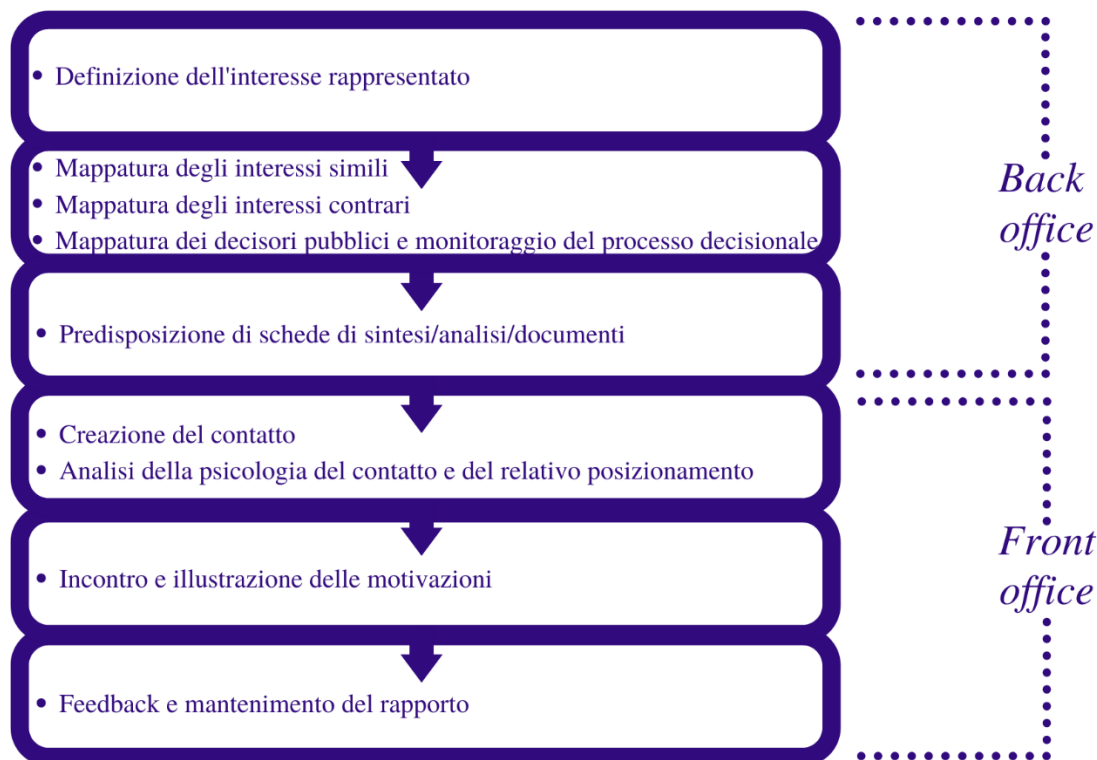 • Definizione dell'interesse rappresentato
• Mappatura degli interessi simili
• Mappatura degli interessi contrari
• Mappatura dei decisori pubblici e monitoraggio del processo decisionale
• Predisposizione di schede di sintesi/analisi/documenti
Back
office
• Creazione del contatto
• Analisi della psicologia del contatto e del relativo posizionamento
• Incontro e illustrazione delle motivazioni
• Feedback e mantenimento del rapporto
Front
office